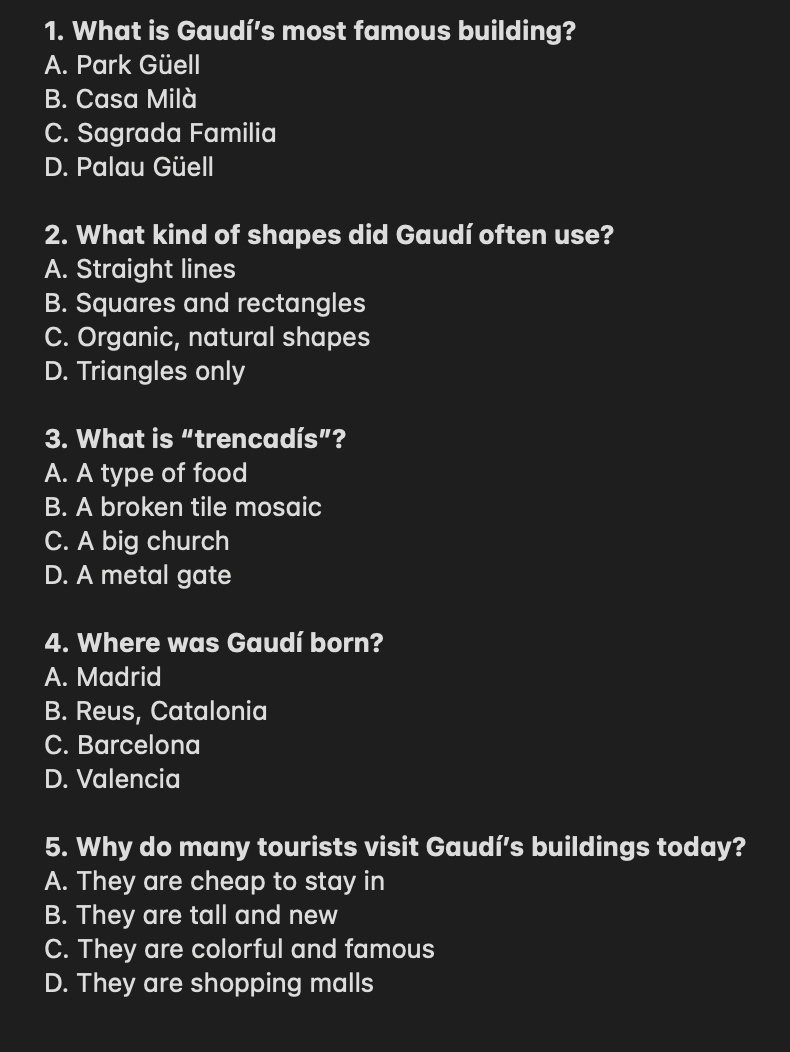 1. What is Gaudí’s most famous building?
A. Park Güell
B. Casa Milà
C. Sagrada Familia
D. Palau Güell
2. What kind of shapes did Gaudí often use?
A. Straight lines
B. Squares and rectangles
C. Organic, natural shapes
D. Triangles only
3. What is “trencadís”?
A. A type of food
B. A broken tile mosaic
C. A big church
D. A metal gate
4. Where was Gaudí born?
A. Madrid
B. Reus, Catalonia
C. Barcelona
D. Valencia
5. Why do many tourists visit Gaudí’s buildings today?
A. They are cheap to stay in
B. They are tall and new
C. They are colorful and famous
D. They are shopping malls